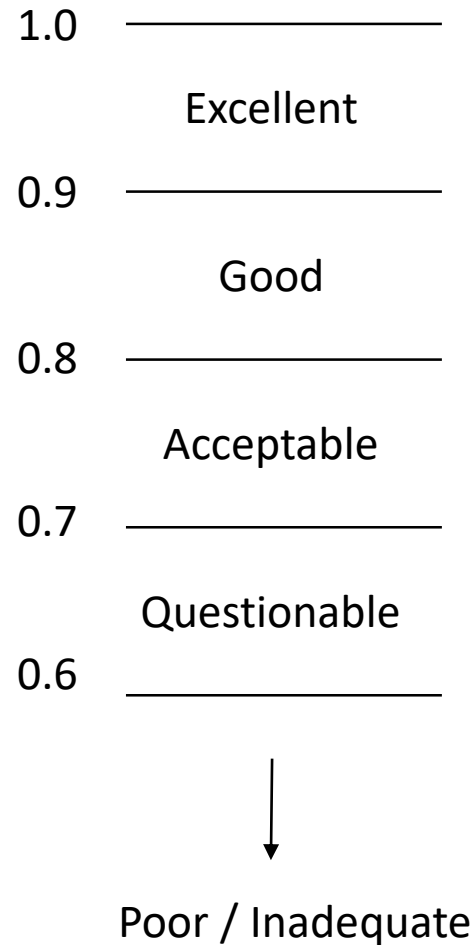 1.0
Excellent
0.9
Good
0.8
Acceptable
0.7
Questionable
0.6
Poor / Inadequate